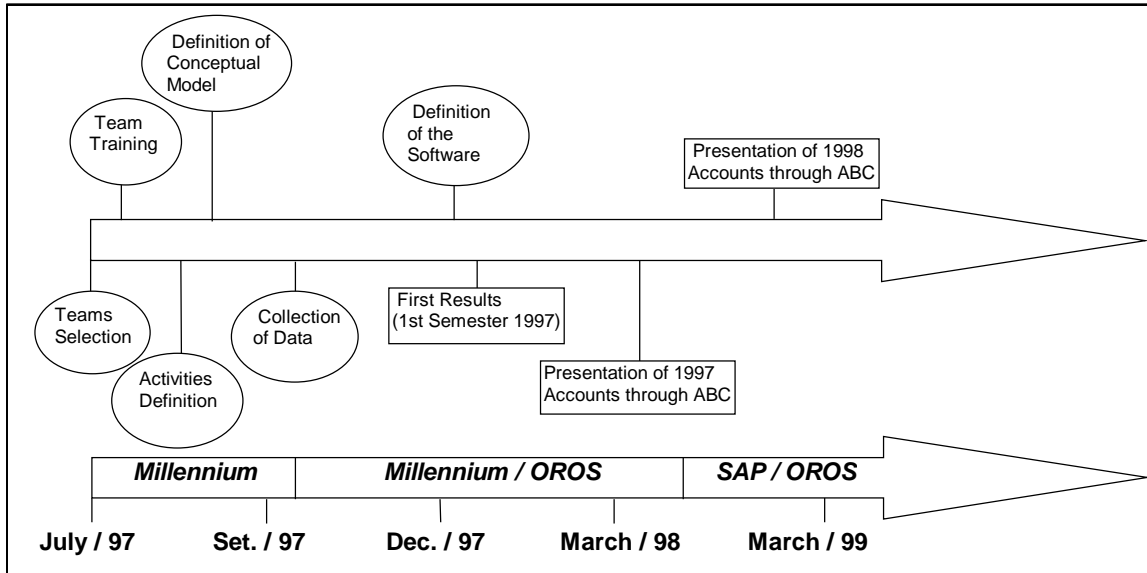 Definition of
Conceptual
Model
Team
Training
Definition
of the
Software
Presentation of 1998
Accounts through ABC
Teams
Selection
Activities
Definition
Collection
of Data
First Results
(1st Semester 1997)
Presentation of 1997
Accounts through ABC
Millennium
Millennium / OROS
SAP / OROS
July / 97
Set. / 97
Dec. / 97
March / 98
March / 99